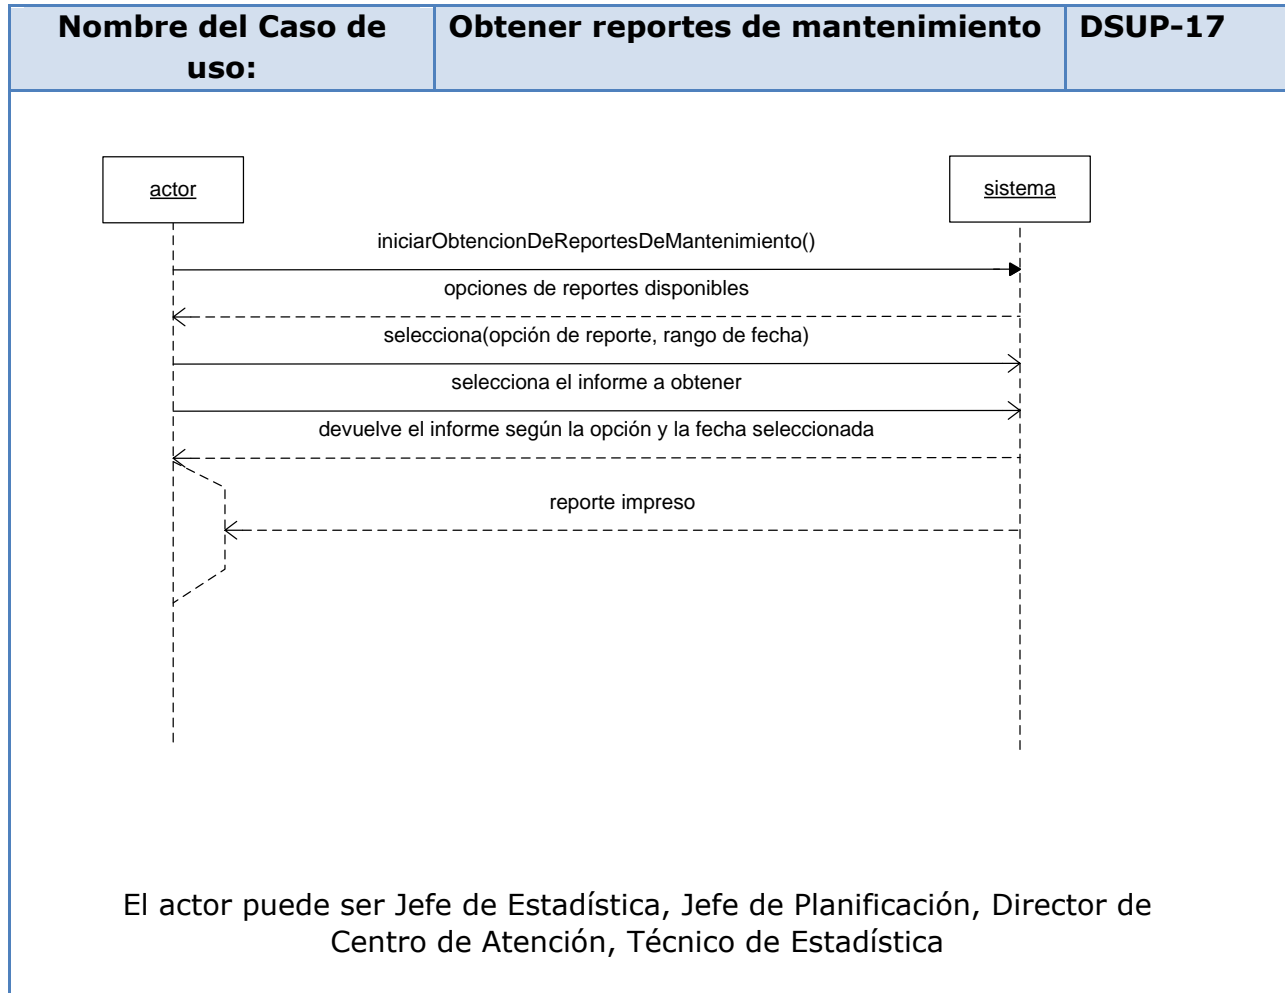 Nombre del Caso de
uso:
Obtener reportes de mantenimiento
DSUP-17
actor
sistema
iniciarObtencionDeReportesDeMantenimiento()
opciones de reportes disponibles
selecciona(opción de reporte, rango de fecha)
selecciona el informe a obtener
devuelve el informe según la opción y la fecha seleccionada
reporte impreso
El actor puede ser Jefe de Estadística, Jefe de Planificación, Director de
Centro de Atención, Técnico de Estadística